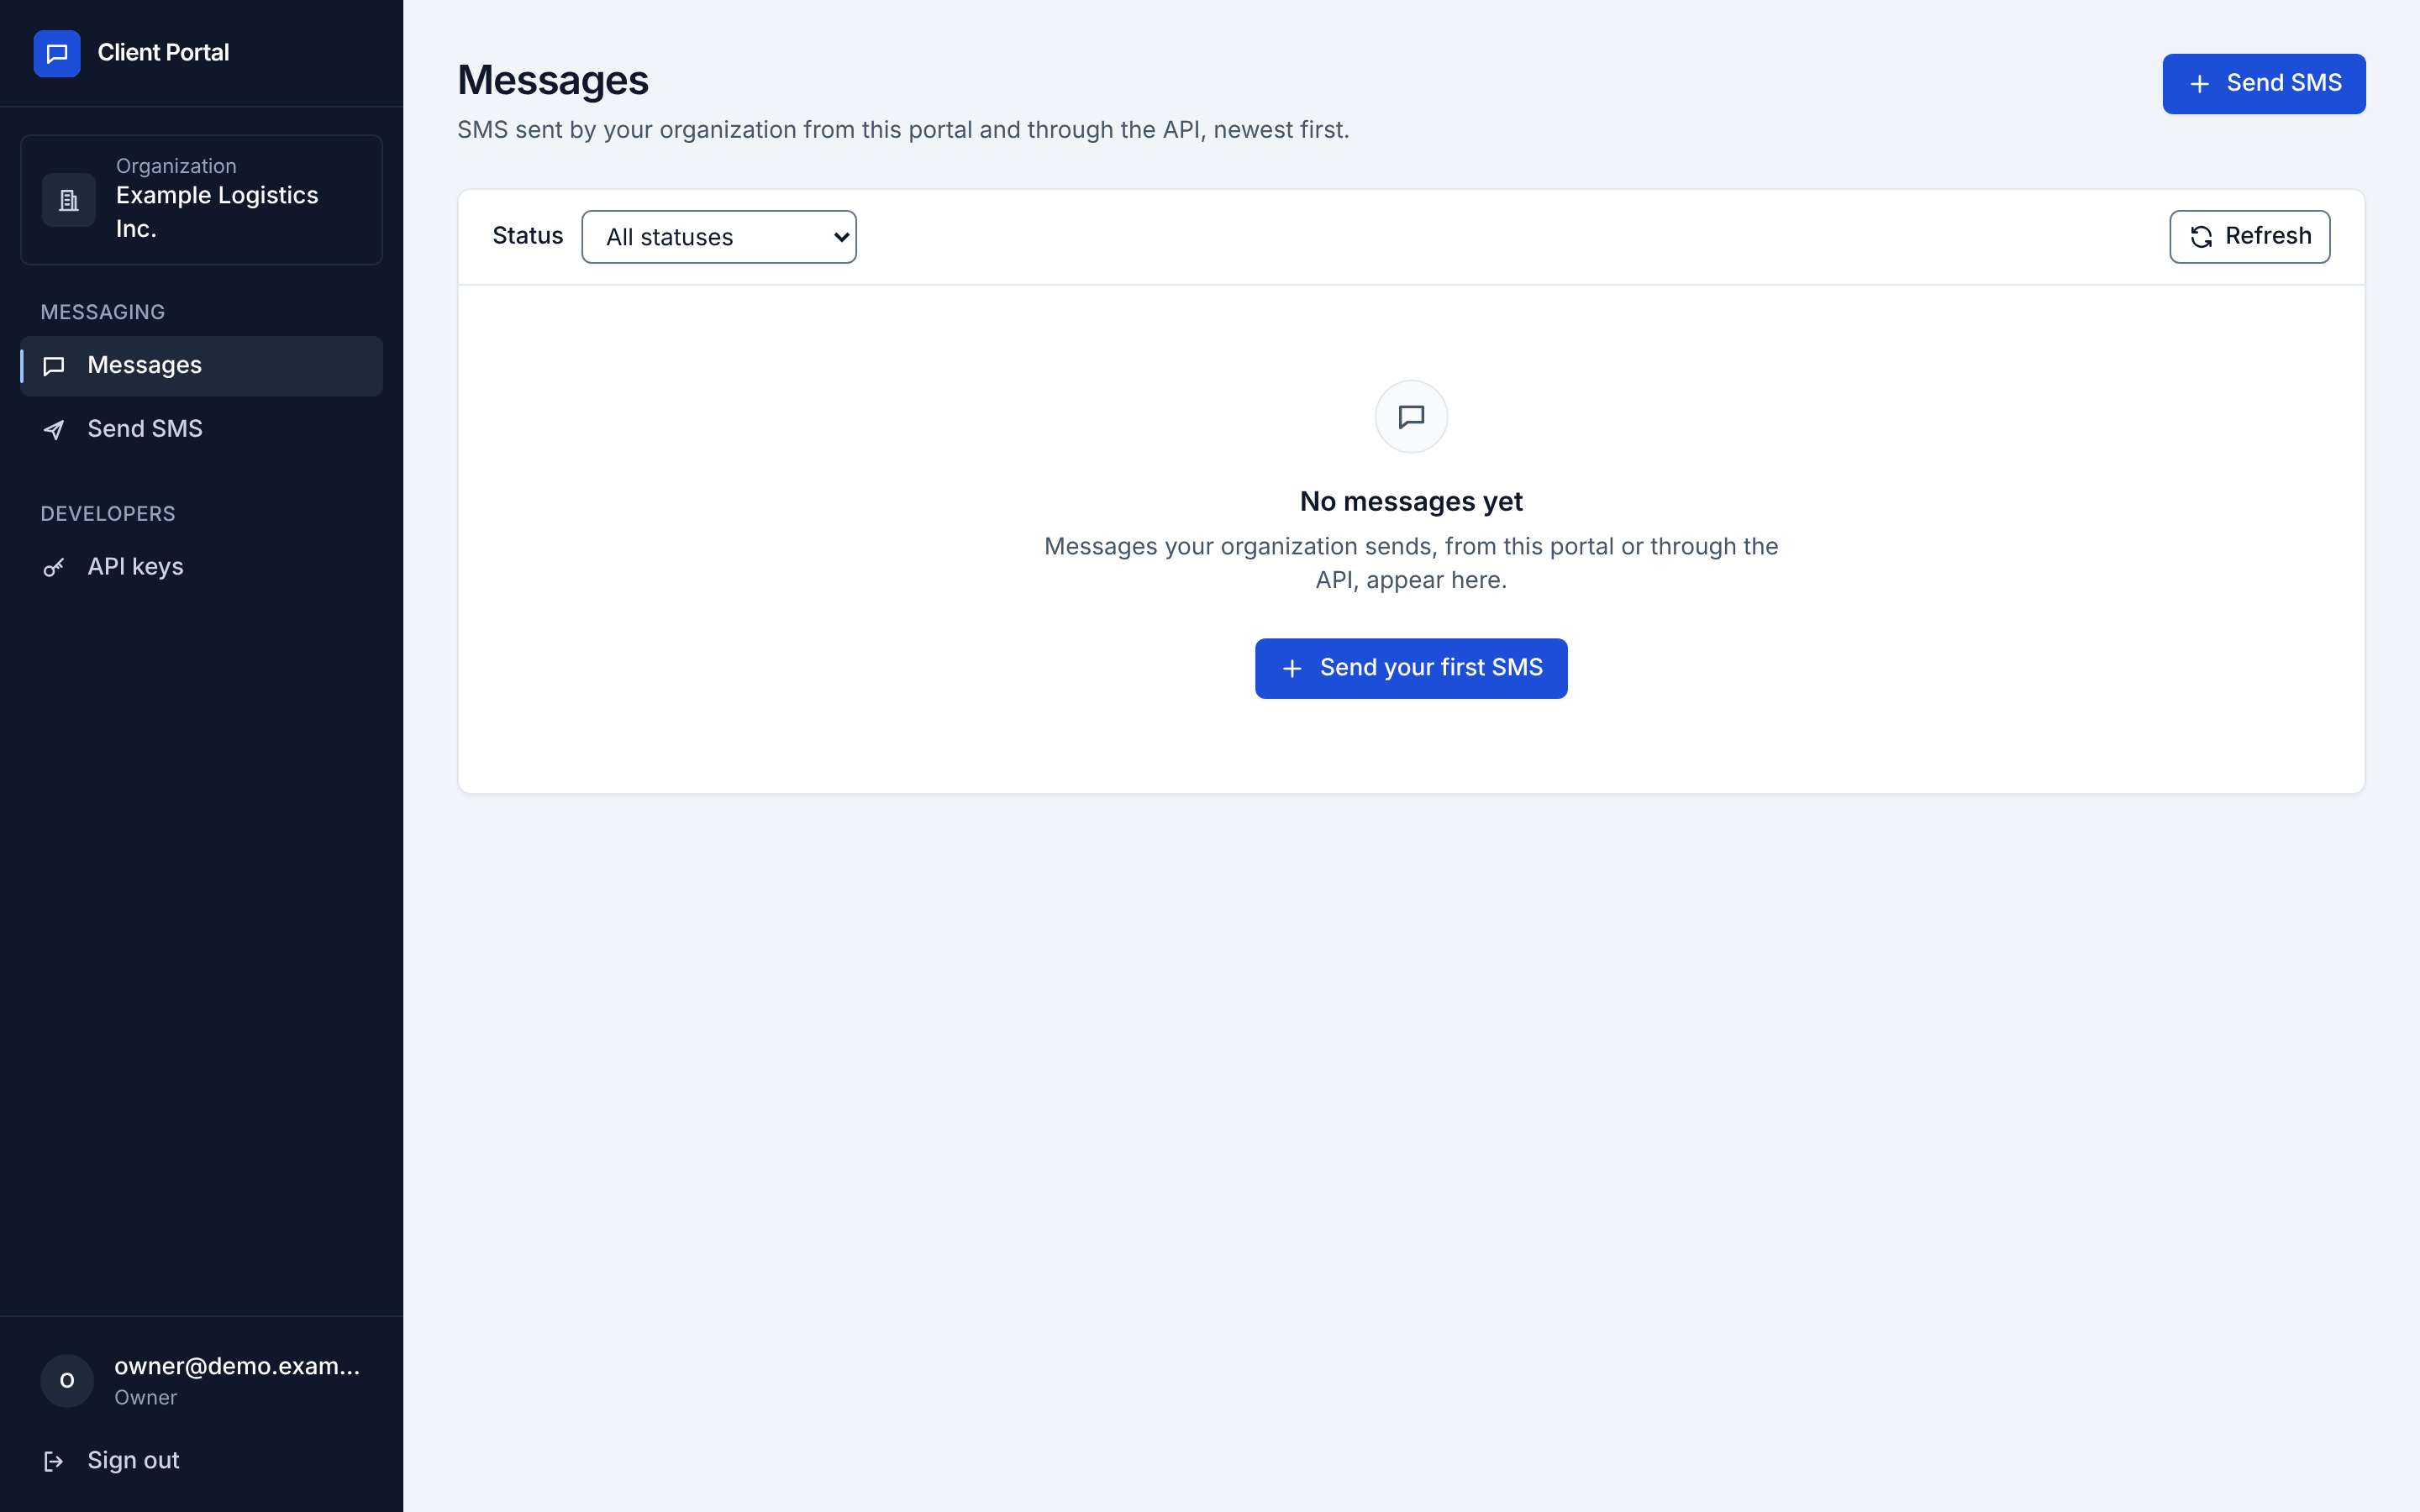 Client Portal
Organization
Example Logistics
Inc.
MESSAGING
Messages
Send SMS
DEVELOPERS
API keys
O
owner@demo.exam...
Owner
Sign out
Messages
SMS sent by your organization from this portal and through the API, newest first.
Send SMS
Status
All statuses
Refresh
No messages yet
Messages your organization sends, from this portal or through the
API, appear here.
Send your first SMS